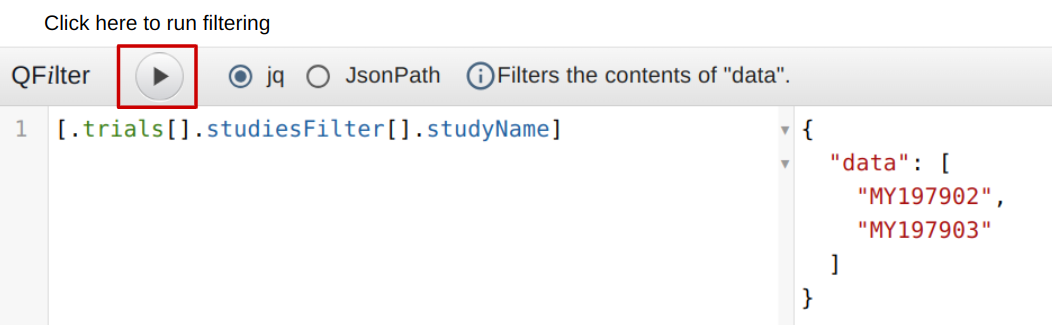 Click here to run filtering
QFilter jq JsonPath Filters the contents of "data".
1 [.trials[].studiesFilter[].studyName]
{
"data": [
"MY197902",
"MY197903"
]
}